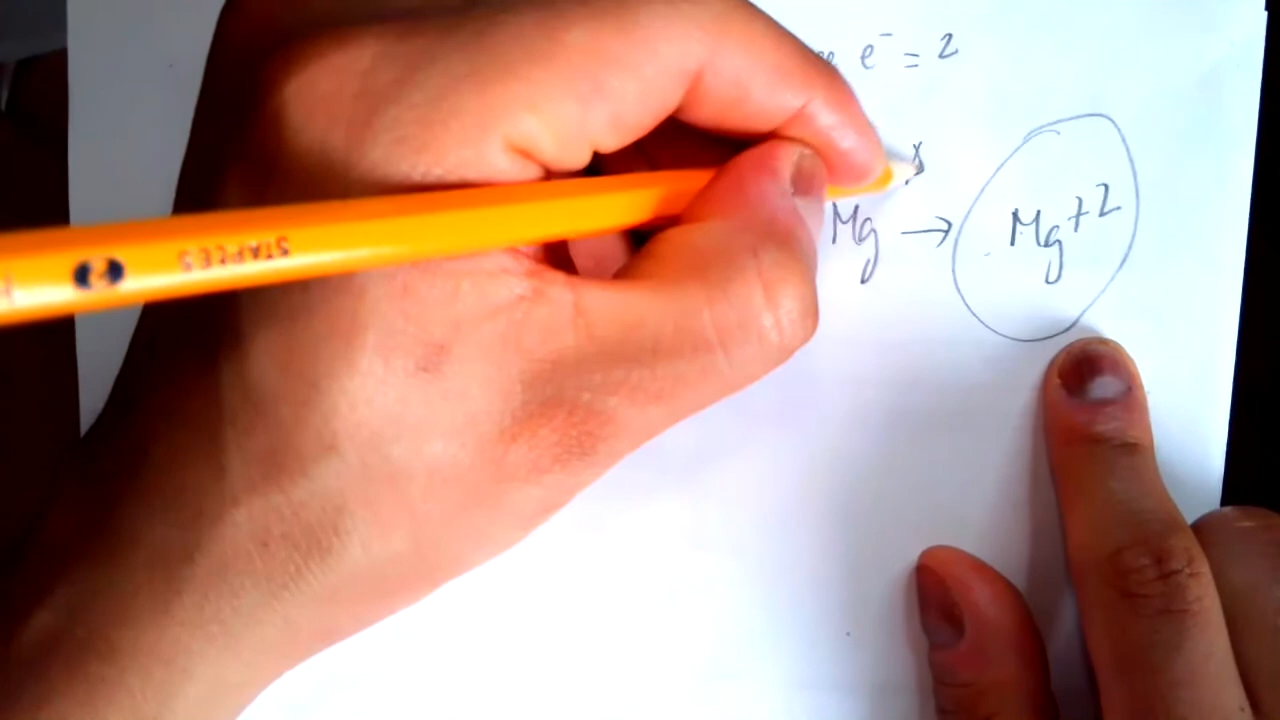 e⁻ = 2
x
Mg → Mg⁺²
STAPLES